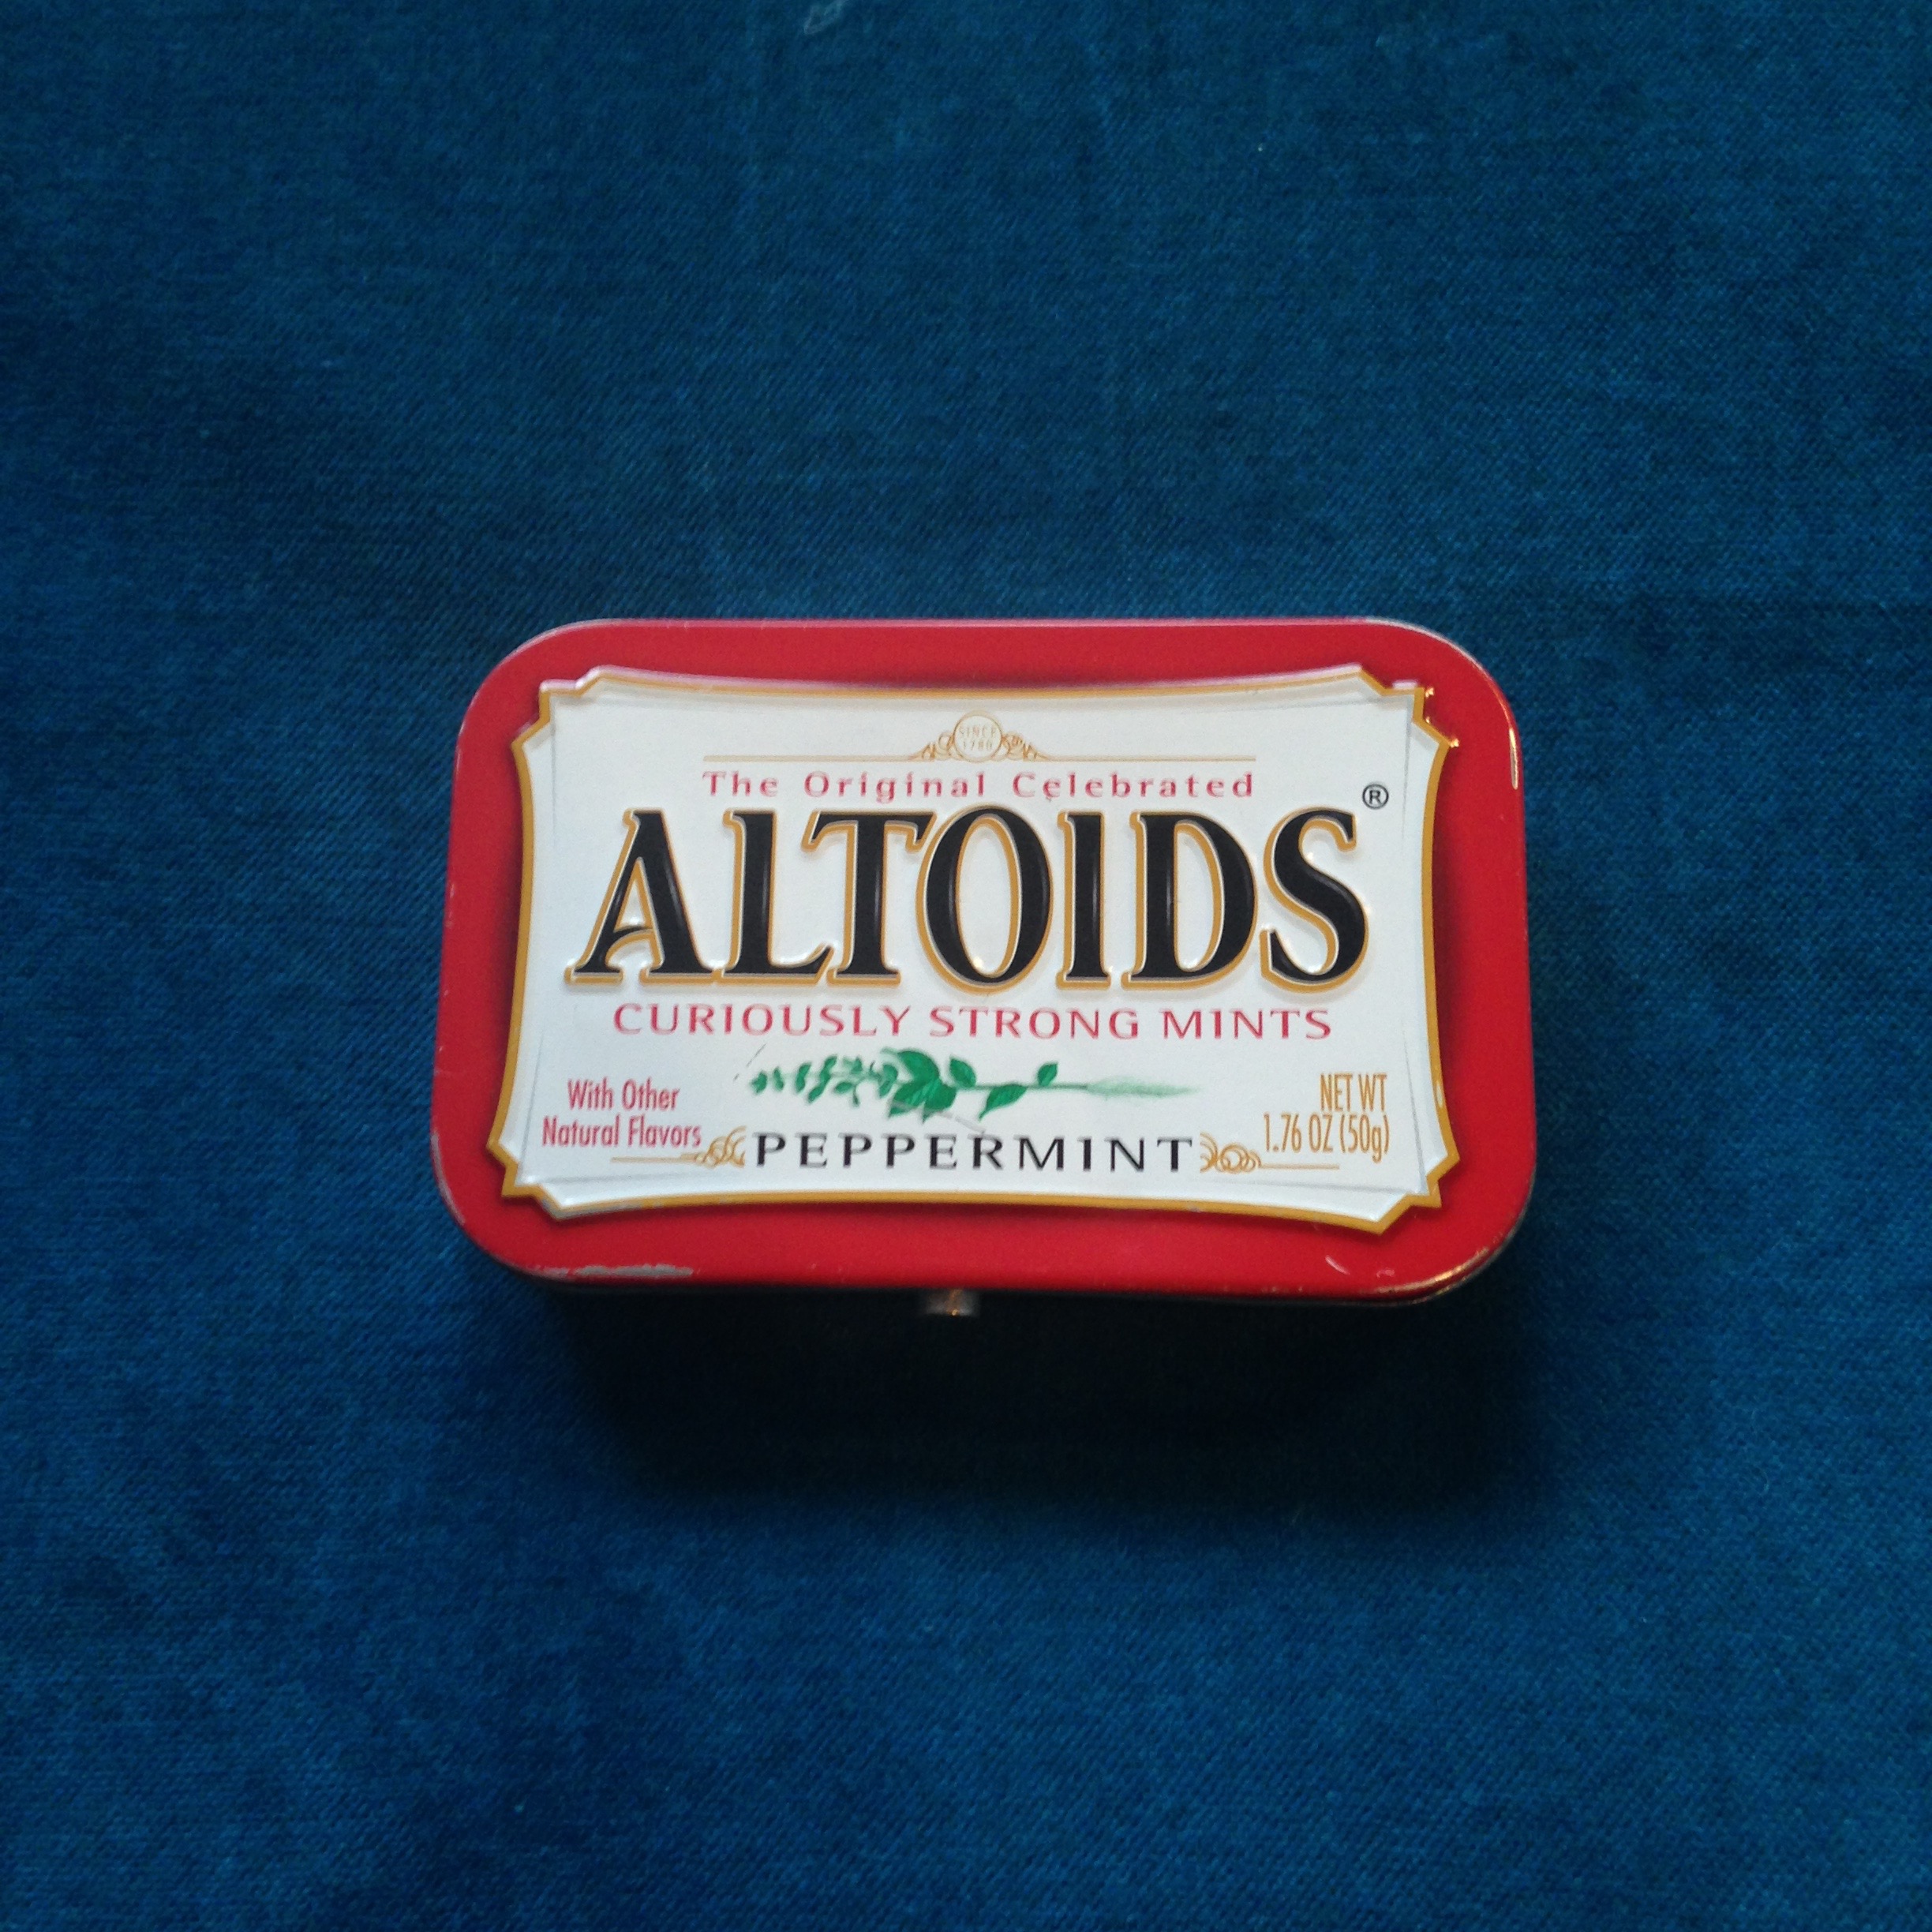 SINCE
1780
The Original Celebrated
ALTOIDS®
CURIOUSLY STRONG MINTS
With Other
Natural Flavors
PEPPERMINT
NET WT
1.76 OZ (50g)